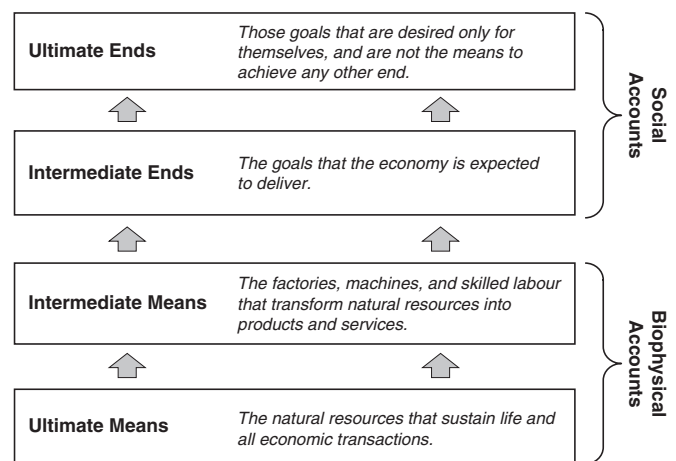 Ultimate Ends
Those goals that are desired only for
themselves, and are not the means to
achieve any other end.
Intermediate Ends
The goals that the economy is expected
to deliver.
Social
Accounts
Intermediate Means
The factories, machines, and skilled labour
that transform natural resources into
products and services.
Ultimate Means
The natural resources that sustain life and
all economic transactions.
Biophysical
Accounts